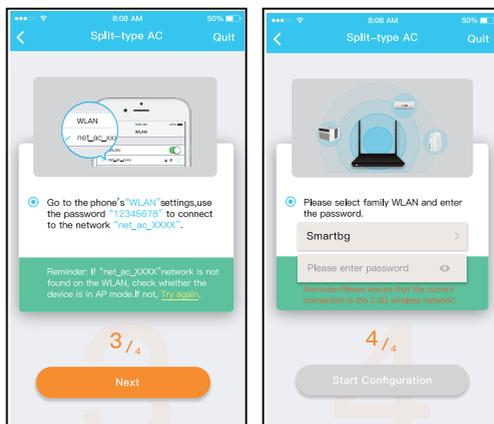 8:08 AM
50%
Split-type AC
Quit
WLAN
net_ac_xxx
WLAN
WLAN
Go to the phone's "WLAN" settings,use
the password "12345678" to connect
to the network "net_ac_XXXX".
Reminder: If "net_ac_XXXX" network is not
found on the WLAN, check whether the
device is in AP mode.If not, Try again.
3/4
Next
8:08 AM
50%
Split-type AC
Quit
Please select family WLAN and enter
the password.
Smartbg
Please enter password
Reminder:Please ensure that the current
connection is the 2.4G wireless network!
4/4
Start Configuration